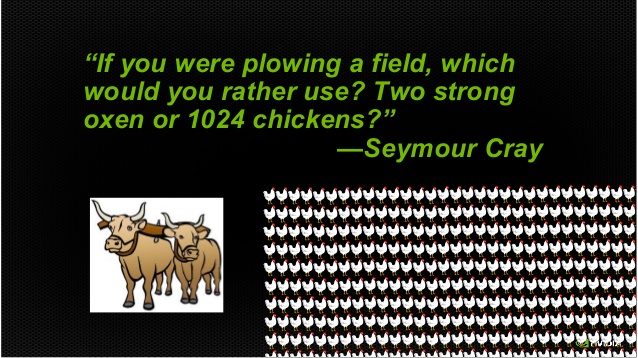 “If you were plowing a field, which
would you rather use? Two strong
oxen or 1024 chickens?”
—Seymour Cray